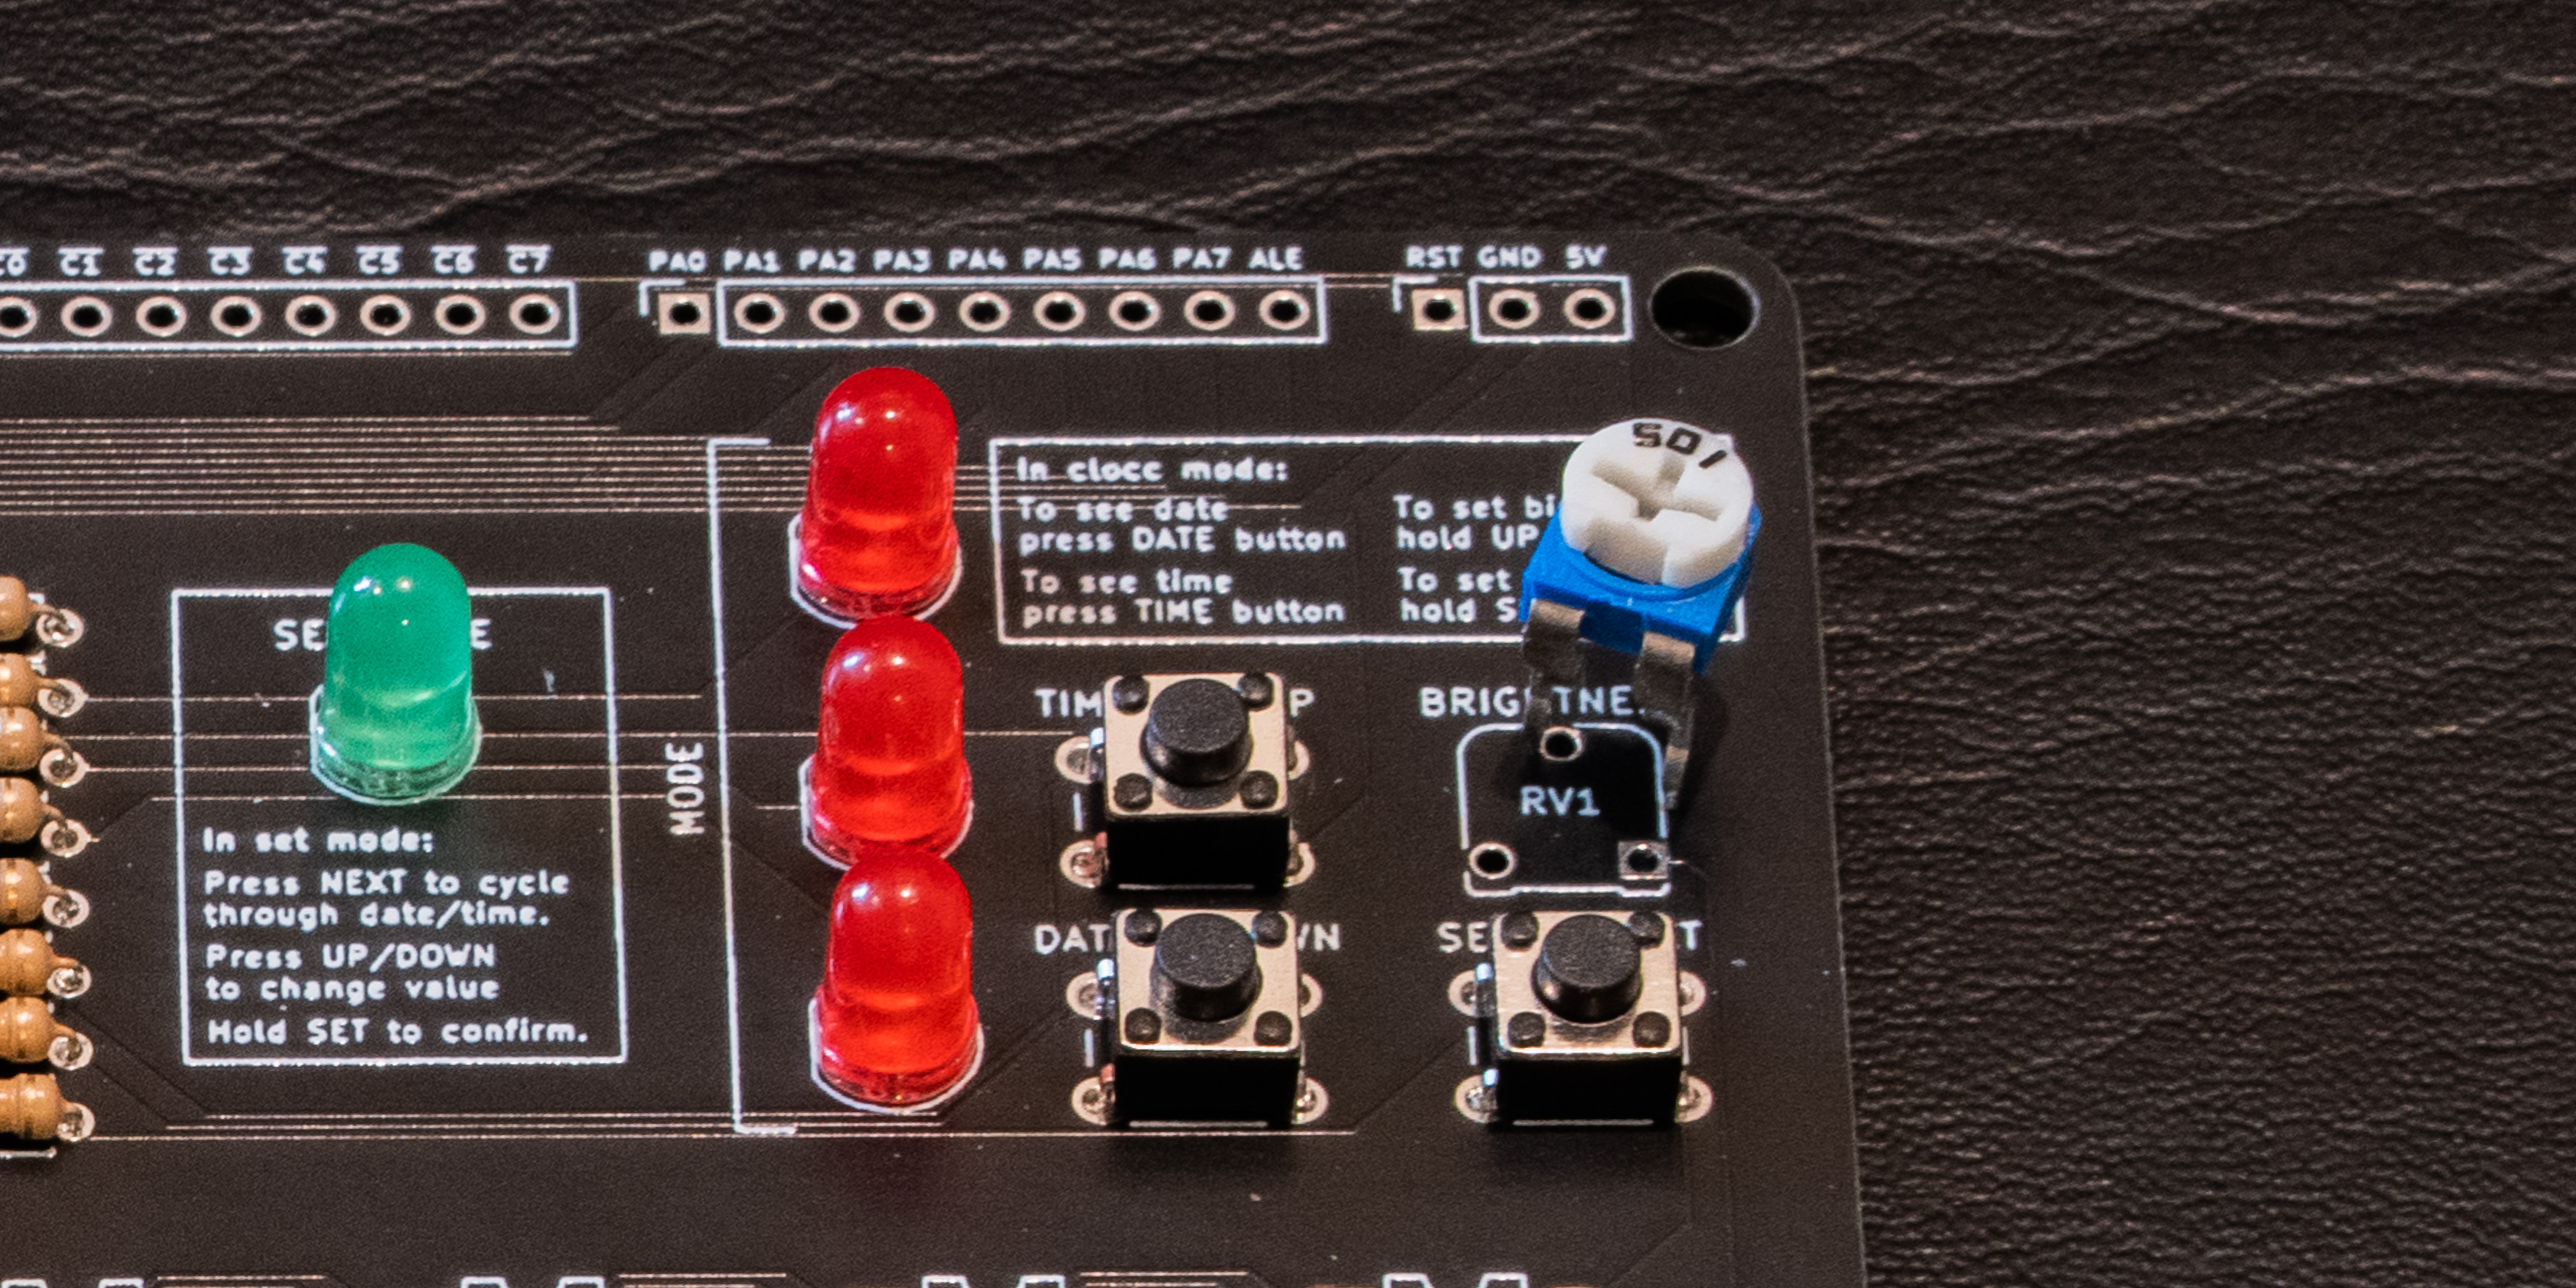 C0 C1 C2 C3 C4 C5 C6 C7 PA0 PA1 PA2 PA3 PA4 PA5 PA6 PA7 ALE RST GND 5V
501
In clocc mode:
To see date
press DATE button
To see time
press TIME button
To set
hold UP
To set
hold
MODE
In set mode:
Press NEXT to cycle
through date/time.
Press UP/DOWN
to change value
Hold SET to confirm.
RV1